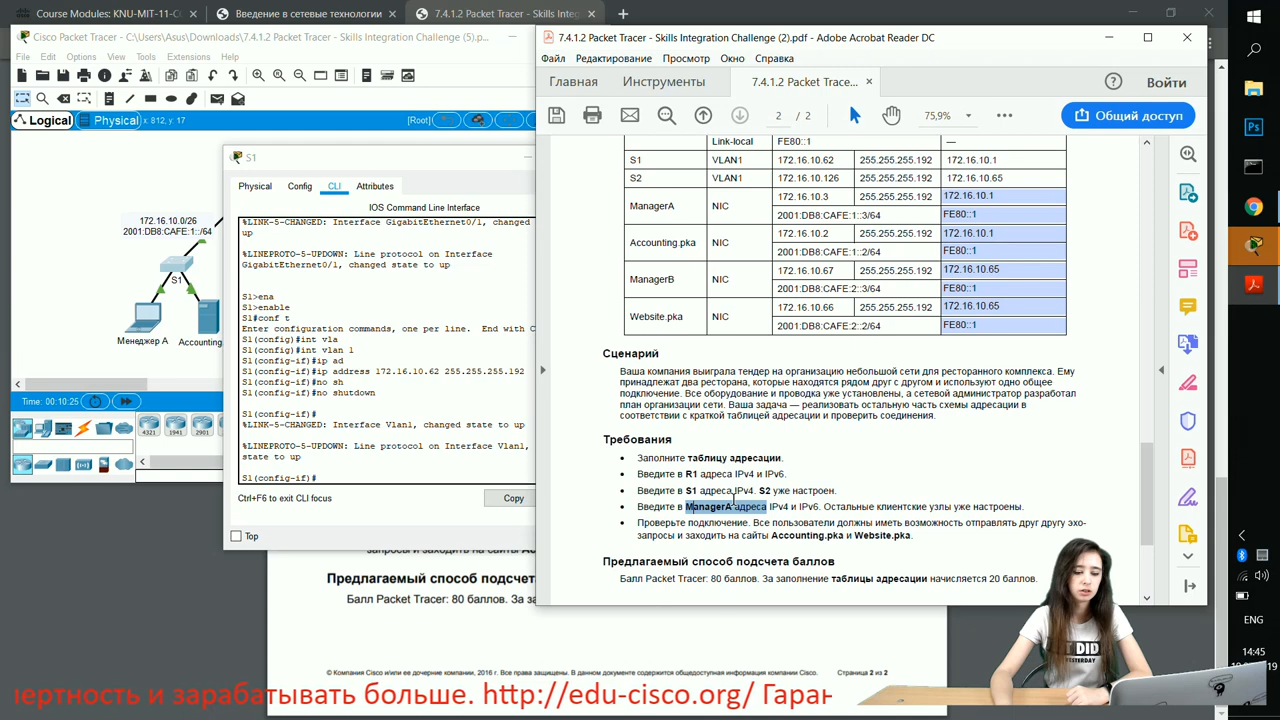 Course Modules: KNU-MIT-11-C
Введение в сетевые технологии
7.4.1.2 Packet Tracer - Skills Integ
Cisco Packet Tracer - C:\Users\Asus\Downloads\7.4.1.2 Packet Tracer - Skills Integration Challenge (5).p...
File Edit Options View Tools Extensions Help
Logical Physical x: 812, y: 17 [Root]
172.16.10.0/26
2001:DB8:CAFE:1::/64
S1
Менеджер A Accounting
Time: 00:10:25
4321 1941 2901
S1
Physical Config CLI Attributes
IOS Command Line Interface
%LINK-5-CHANGED: Interface GigabitEthernet0/1, changed
up
%LINEPROTO-5-UPDOWN: Line protocol on Interface
GigabitEthernet0/1, changed state to up
S1>ena
S1>enable
S1#conf t
Enter configuration commands, one per line. End with C
S1(config)#int vla
S1(config)#int vlan 1
S1(config-if)#ip ad
S1(config-if)#ip address 172.16.10.62 255.255.255.192
S1(config-if)#no sh
S1(config-if)#no shutdown
S1(config-if)#
%LINK-5-CHANGED: Interface Vlan1, changed state to up
%LINEPROTO-5-UPDOWN: Line protocol on Interface Vlan1,
state to up
S1(config-if)#
Ctrl+F6 to exit CLI focus
Copy
Top
7.4.1.2 Packet Tracer - Skills Integration Challenge (2).pdf - Adobe Acrobat Reader DC
Файл Редактирование Просмотр Окно Справка
Главная Инструменты 7.4.1.2 Packet Trace... Войти
2 / 2 75,9% Общий доступ
Link-local FE80::1 —
S1 VLAN1 172.16.10.62 255.255.255.192 172.16.10.1
S2 VLAN1 172.16.10.126 255.255.255.192 172.16.10.65
ManagerA NIC 172.16.10.3 255.255.255.192 172.16.10.1
2001:DB8:CAFE:1::3/64 FE80::1
Accounting.pka NIC 172.16.10.2 255.255.255.192 172.16.10.1
2001:DB8:CAFE:1::2/64 FE80::1
ManagerB NIC 172.16.10.67 255.255.255.192 172.16.10.65
2001:DB8:CAFE:2::3/64 FE80::1
Website.pka NIC 172.16.10.66 255.255.255.192 172.16.10.65
2001:DB8:CAFE:2::2/64 FE80::1
Сценарий
Ваша компания выиграла тендер на организацию небольшой сети для ресторанного комплекса. Ему
принадлежат два ресторана, которые находятся рядом друг с другом и используют одно общее
подключение. Все оборудование и проводка уже установлены, а сетевой администратор разработал
план организации сети. Ваша задача — реализовать остальную часть схемы адресации в
соответствии с краткой таблицей адресации и проверить соединения.
Требования
• Заполните таблицу адресации.
• Введите в R1 адреса IPv4 и IPv6.
• Введите в S1 адреса IPv4. S2 уже настроен.
• Введите в ManagerA адреса IPv4 и IPv6. Остальные клиентские узлы уже настроены.
• Проверьте подключение. Все пользователи должны иметь возможность отправлять друг другу эхо-
запросы и заходить на сайты Accounting.pka и Website.pka.
Предлагаемый способ подсчета баллов
Балл Packet Tracer: 80 баллов. За заполнение таблицы адресации начисляется 20 баллов.
запросы и заходить на сайты Ac
Предлагаемый способ подсчет
Балл Packet Tracer: 80 баллов. За за
© Компания Cisco и/или ее дочерние компании, 2016 г. Все права защищены. В данном документе содержится общедоступная информация компании Cisco. Страница 2 из 2
ертность и зарабатывать больше. http://edu-cisco.org/ Гаран
DID
YESTERDAY
ENG
14:45